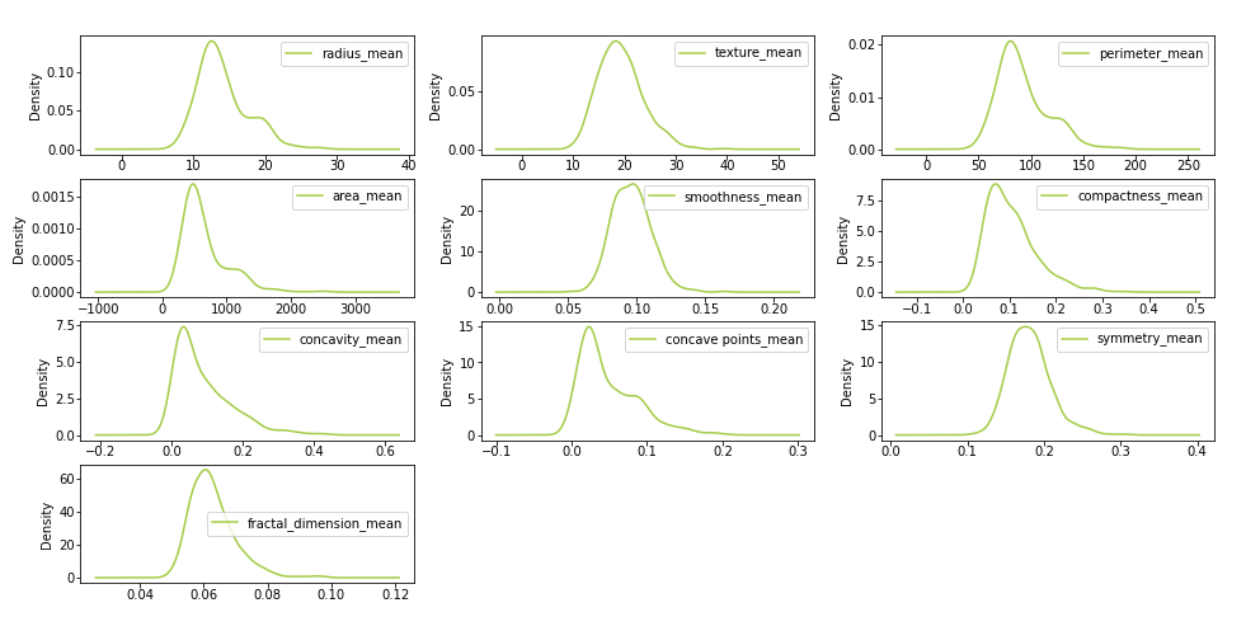 radius_mean
Density
0.10
0.05
0.00
0 10 20 30 40
texture_mean
Density
0.05
0.00
0 10 20 30 40 50
perimeter_mean
Density
0.02
0.01
0.00
0 50 100 150 200 250
area_mean
Density
0.0015
0.0010
0.0005
0.0000
−1000 0 1000 2000 3000
smoothness_mean
Density
20
10
0
0.00 0.05 0.10 0.15 0.20
compactness_mean
Density
7.5
5.0
2.5
0.0
−0.1 0.0 0.1 0.2 0.3 0.4 0.5
concavity_mean
Density
7.5
5.0
2.5
0.0
−0.2 0.0 0.2 0.4 0.6
concave points_mean
Density
15
10
5
0
−0.1 0.0 0.1 0.2 0.3
symmetry_mean
Density
15
10
5
0
0.0 0.1 0.2 0.3 0.4
fractal_dimension_mean
Density
60
40
20
0
0.04 0.06 0.08 0.10 0.12